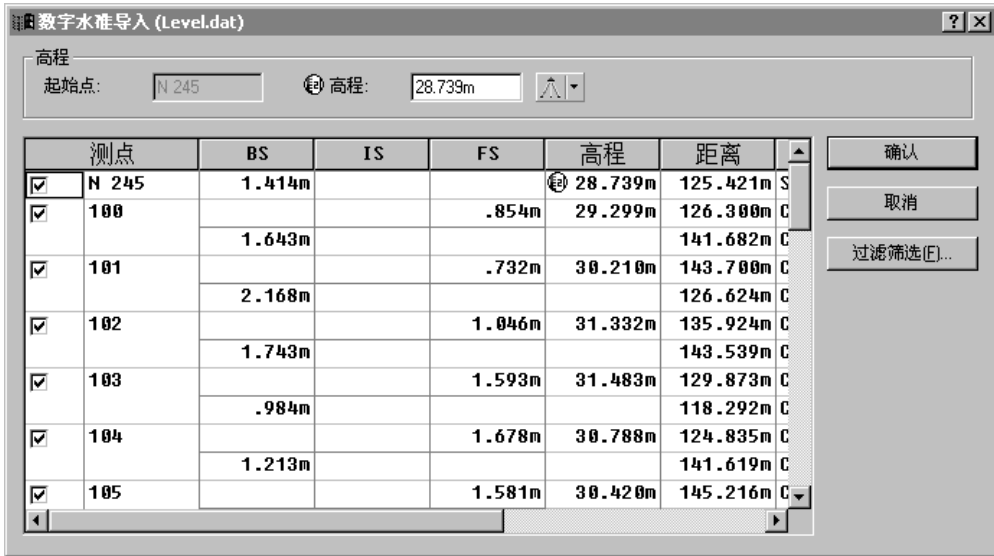 数字水准导入 (Level.dat)
高程
起始点: N 245 高程: 28.739m
测点 BS IS FS 高程 距离
N 245 1.414m 28.739m 125.421m S
100 .854m 29.299m 126.300m C
1.643m 141.682m C
101 .732m 30.210m 143.700m C
2.168m 126.624m C
102 1.046m 31.332m 135.924m C
1.743m 143.539m C
103 1.593m 31.483m 129.873m C
.984m 118.292m C
104 1.678m 30.788m 124.835m C
1.213m 141.619m C
105 1.581m 30.420m 145.216m C
确认
取消
过滤筛选(F)...